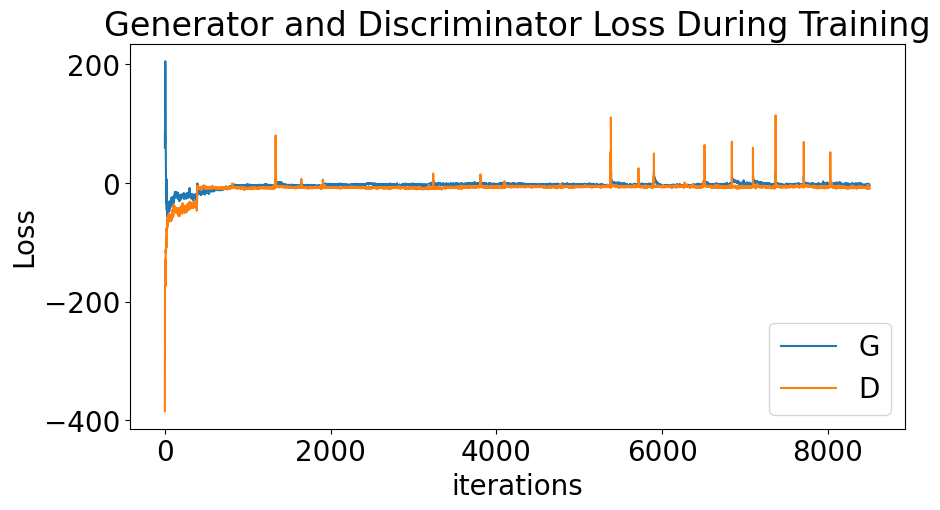 Generator and Discriminator Loss During Training
200
0
−200
−400
Loss
0 2000 4000 6000 8000
iterations
G
D